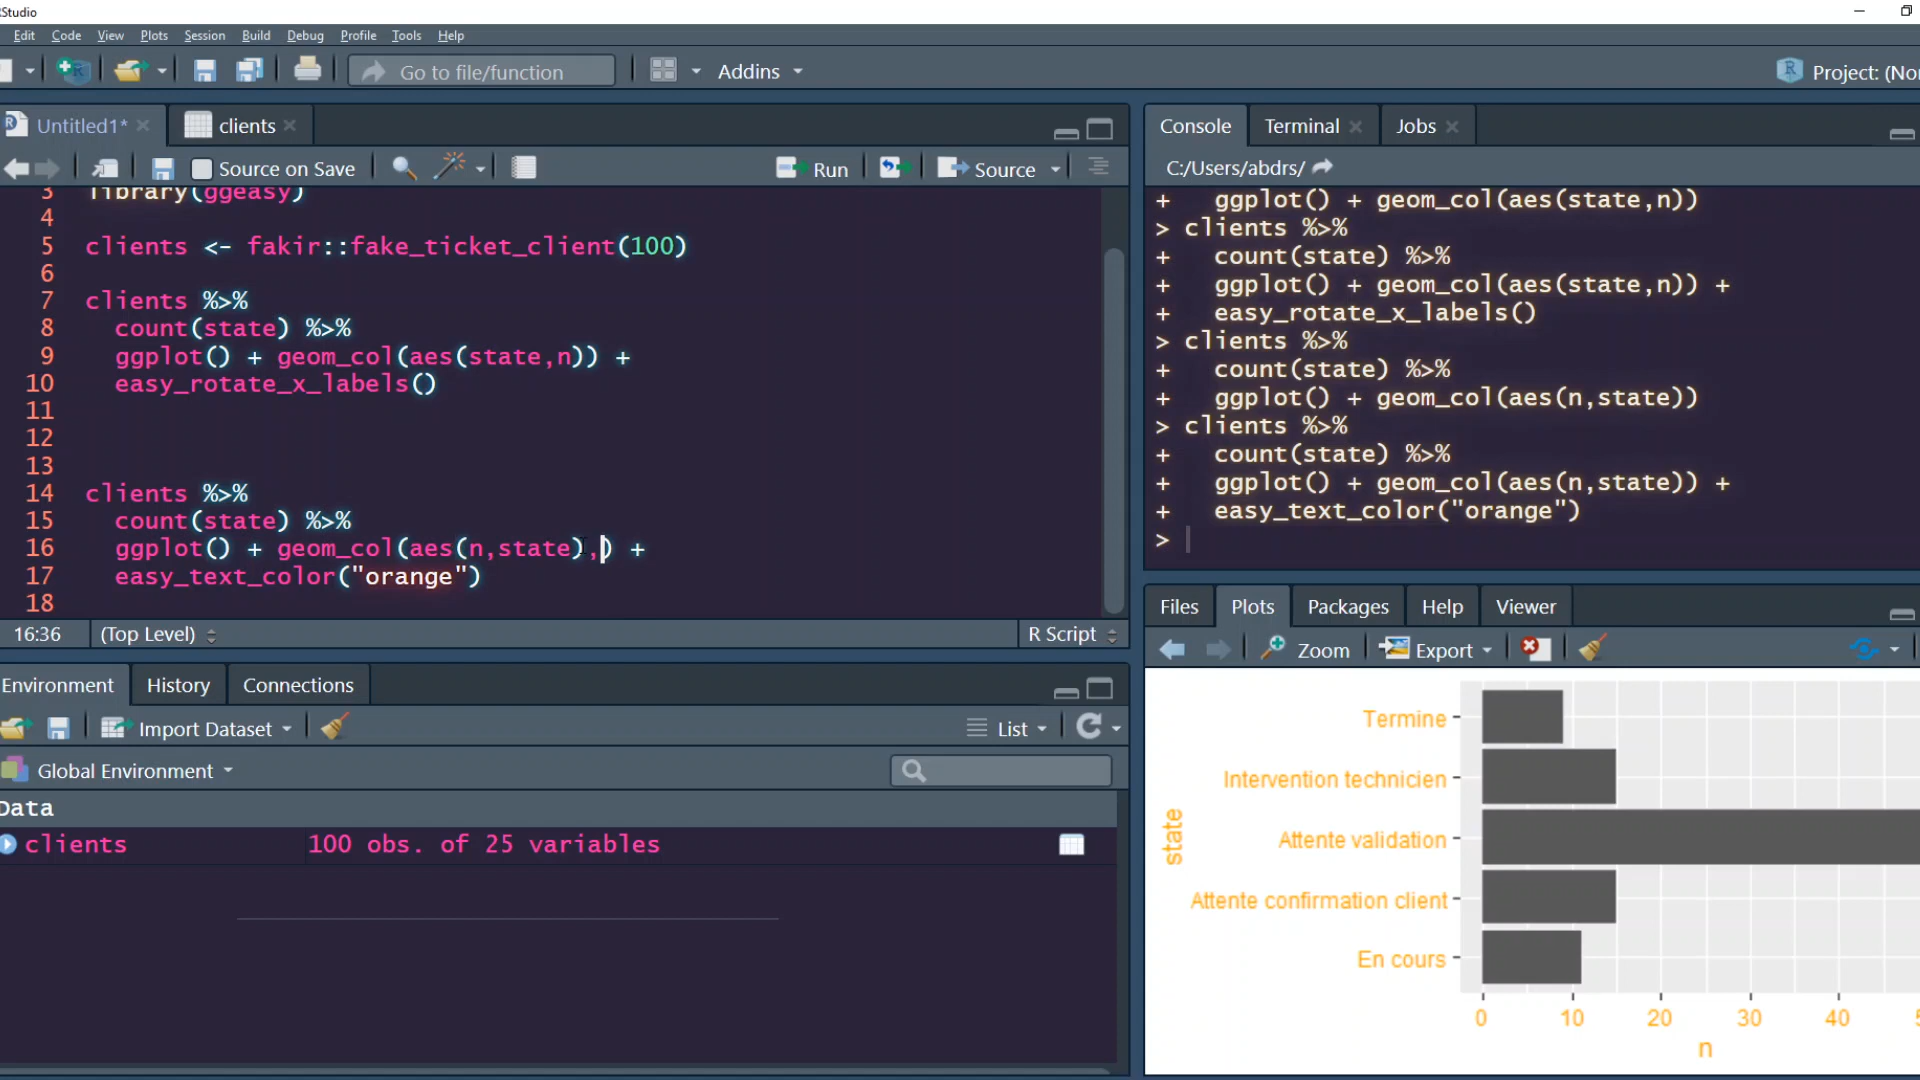 RStudio
Edit Code View Plots Session Build Debug Profile Tools Help
Go to file/function Addins Project: (No
Untitled1* clients
Source on Save Run Source
3 library(ggeasy)
4
5 clients <- fakir::fake_ticket_client(100)
6
7 clients %>%
8 count(state) %>%
9 ggplot() + geom_col(aes(state,n)) +
10 easy_rotate_x_labels()
11
12
13
14 clients %>%
15 count(state) %>%
16 ggplot() + geom_col(aes(n,state),) +
17 easy_text_color("orange")
18
16:36 (Top Level) R Script
Environment History Connections
Import Dataset List
Global Environment
Data
clients 100 obs. of 25 variables
Console Terminal Jobs
C:/Users/abdrs/
+ ggplot() + geom_col(aes(state,n))
> clients %>%
+ count(state) %>%
+ ggplot() + geom_col(aes(state,n)) +
+ easy_rotate_x_labels()
> clients %>%
+ count(state) %>%
+ ggplot() + geom_col(aes(n,state))
> clients %>%
+ count(state) %>%
+ ggplot() + geom_col(aes(n,state)) +
+ easy_text_color("orange")
>
Files Plots Packages Help Viewer
Zoom Export
Termine
Intervention technicien
Attente validation
Attente confirmation client
En cours
state
0 10 20 30 40
n